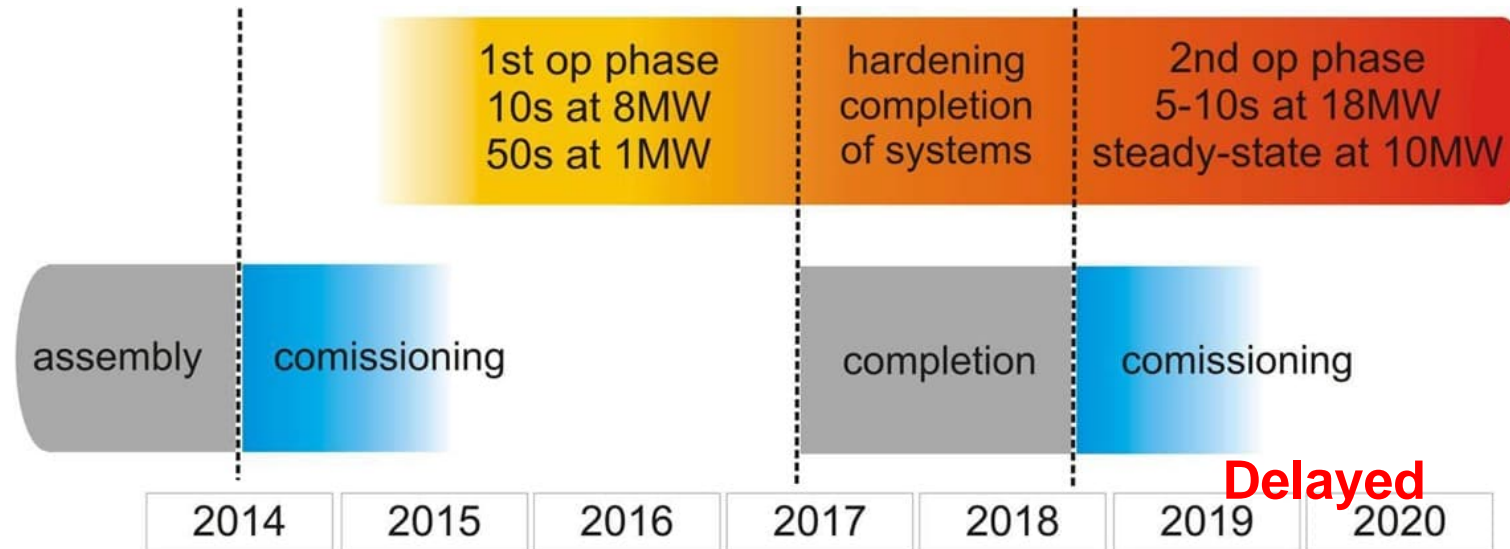 1st op phase
10s at 8MW
50s at 1MW
hardening
completion
of systems
2nd op phase
5-10s at 18MW
steady-state at 10MW
assembly
comissioning
completion
comissioning
Delayed
2014
2015
2016
2017
2018
2019
2020